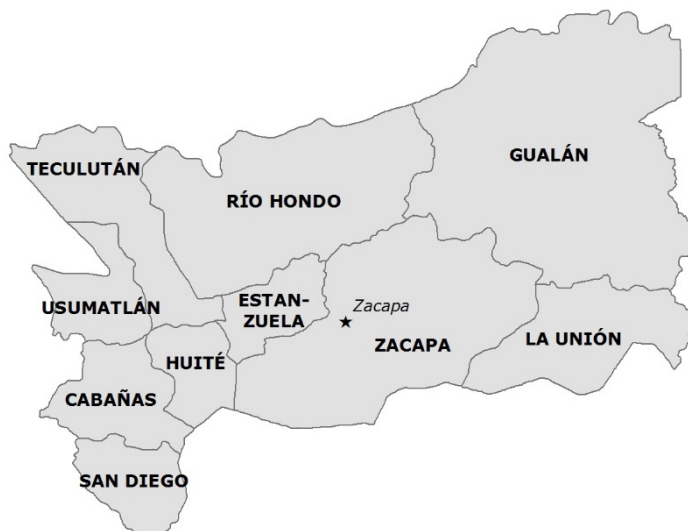 GUALÁN
TECULUTÁN
RÍO HONDO
USUMATLÁN
ESTAN-
ZUELA
Zacapa
ZACAPA
LA UNIÓN
HUITÉ
CABAÑAS
SAN DIEGO